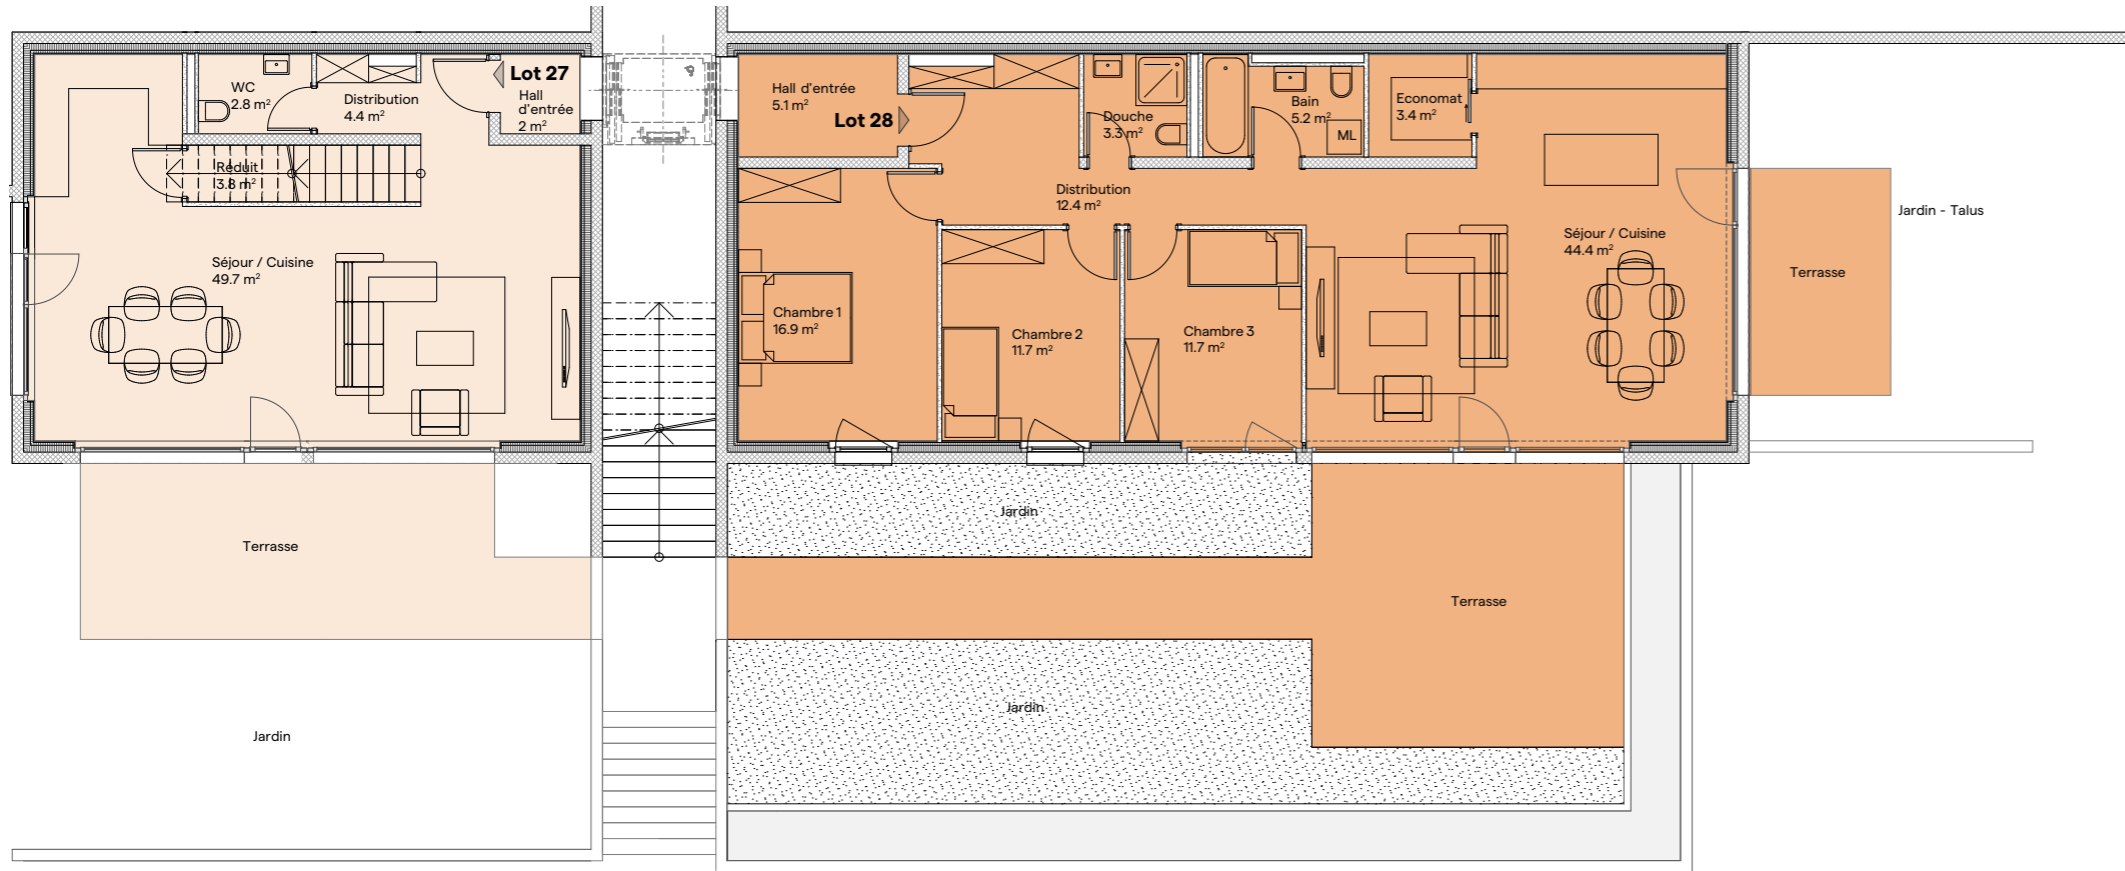 WC
2.8 m²
Distribution
4.4 m²
Lot 27
Hall
d'entrée
2 m²
Réduit
3.8 m²
Séjour / Cuisine
49.7 m²
Terrasse
Jardin
Hall d'entrée
5.1 m²
Lot 28
Douche
3.3 m²
Bain
5.2 m²
ML
Economat
3.4 m²
Distribution
12.4 m²
Chambre 1
16.9 m²
Chambre 2
11.7 m²
Chambre 3
11.7 m²
Séjour / Cuisine
44.4 m²
Terrasse
Jardin - Talus
Jardin
Terrasse
Jardin